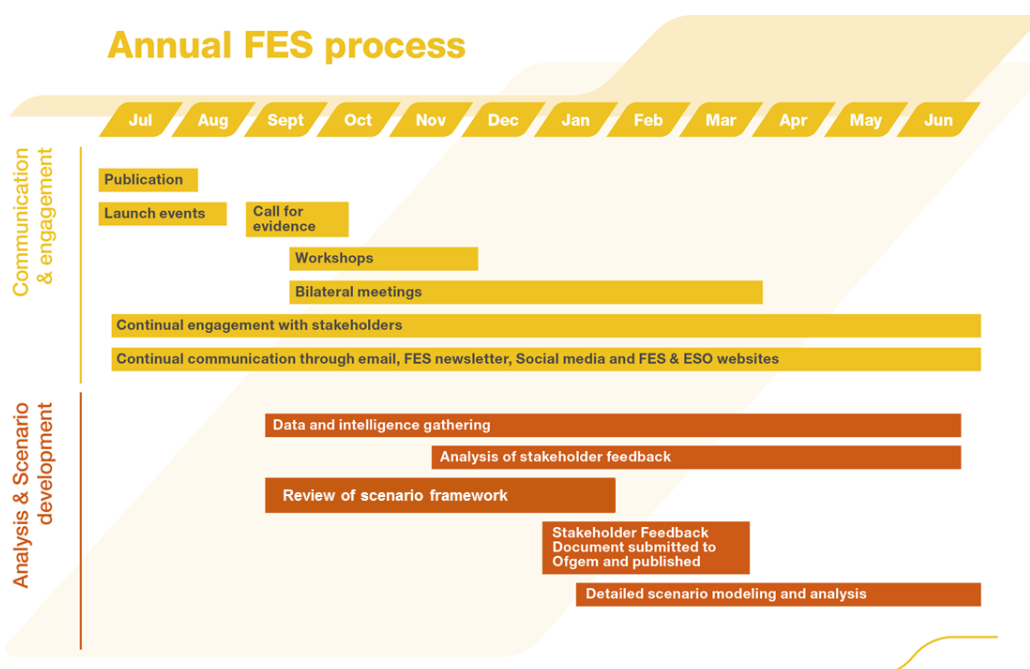 Annual FES process
Jul Aug Sept Oct Nov Dec Jan Feb Mar Apr May Jun
Communication
& engagement
Publication
Launch events
Call for
evidence
Workshops
Bilateral meetings
Continual engagement with stakeholders
Continual communication through email, FES newsletter, Social media and FES & ESO websites
Analysis & Scenario
development
Data and intelligence gathering
Analysis of stakeholder feedback
Review of scenario framework
Stakeholder Feedback
Document submitted to
Ofgem and published
Detailed scenario modeling and analysis